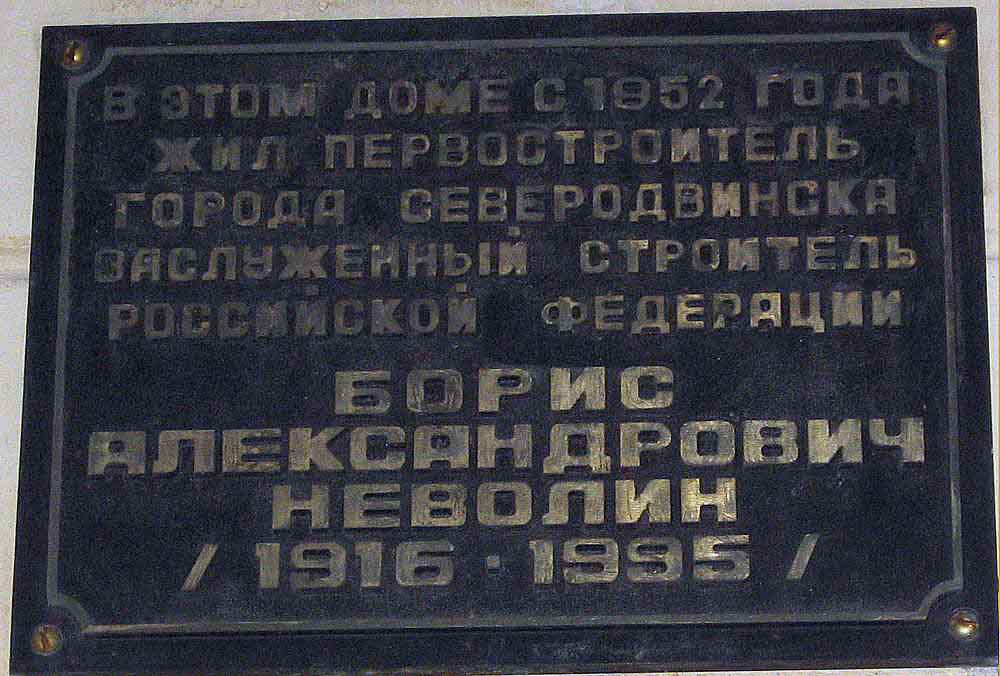 В ЭТОМ ДОМЕ С 1952 ГОДА
ЖИЛ ПЕРВОСТРОИТЕЛЬ
ГОРОДА СЕВЕРОДВИНСКА
ЗАСЛУЖЕННЫЙ СТРОИТЕЛЬ
РОССИЙСКОЙ ФЕДЕРАЦИИ
БОРИС
АЛЕКСАНДРОВИЧ
НЕВОЛИН
/ 1916 · 1995 /